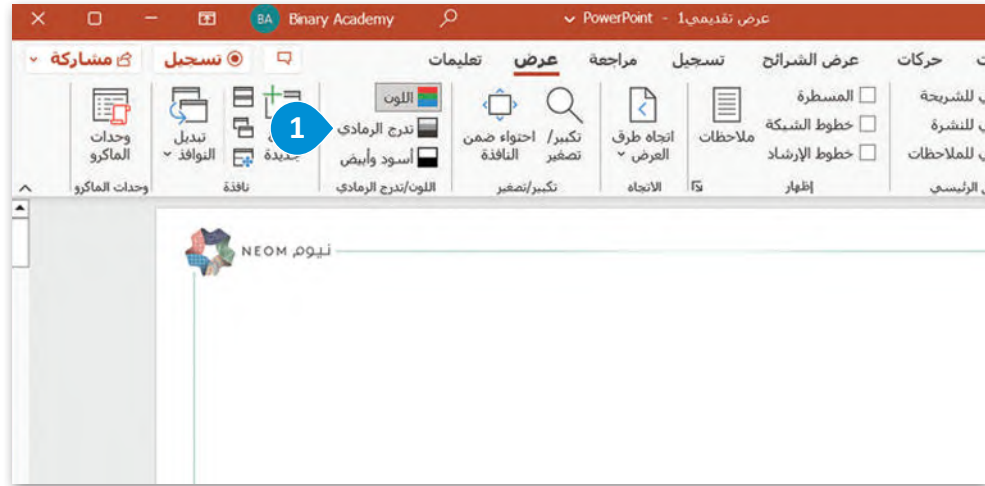 عرض تقديمي1 - PowerPoint
Binary Academy
BA
حركات
عرض الشرائح
تسجيل
مراجعة
عرض
تعليمات
تسجيل
مشاركة
للشريحة
للنشرة
للملاحظات
الرئيسي
المسطرة
خطوط الشبكة
خطوط الإرشاد
إظهار
ملاحظات
اتجاه طرق
العرض
الاتجاه
تكبير/
تصغير
احتواء ضمن
النافذة
تكبير/تصغير
اللون
تدرج الرمادي
أسود وأبيض
اللون/تدرج الرمادي
1
جديدة
تبديل
النوافذ
نافذة
وحدات
الماكرو
وحدات الماكرو
NEOM نيوم